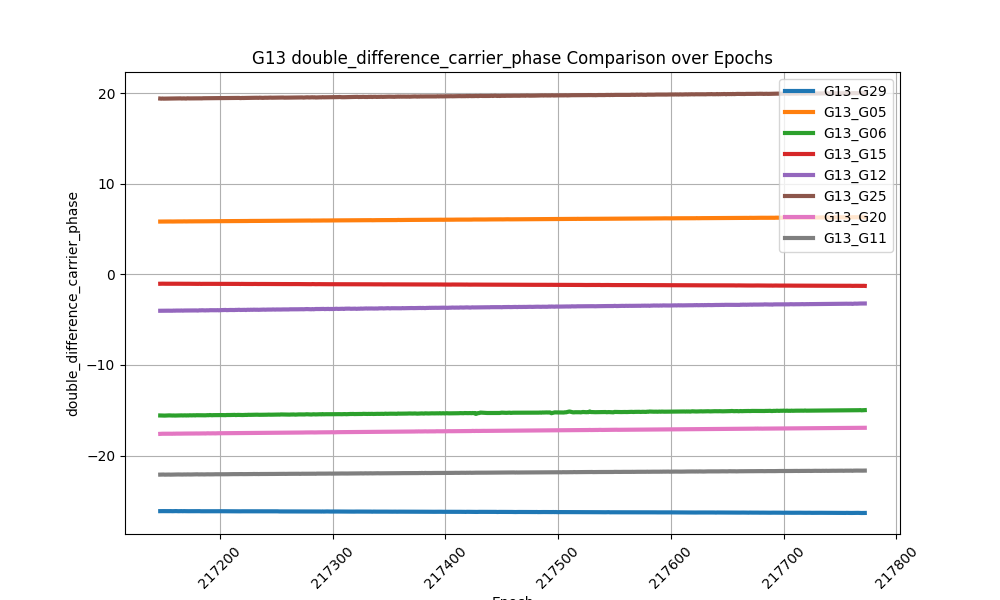 G13 double_difference_carrier_phase Comparison over Epochs
double_difference_carrier_phase
20
10
0
−10
−20
G13_G29
G13_G05
G13_G06
G13_G15
G13_G12
G13_G25
G13_G20
G13_G11
217200
217300
217400
217500
217600
217700
217800
Epoch